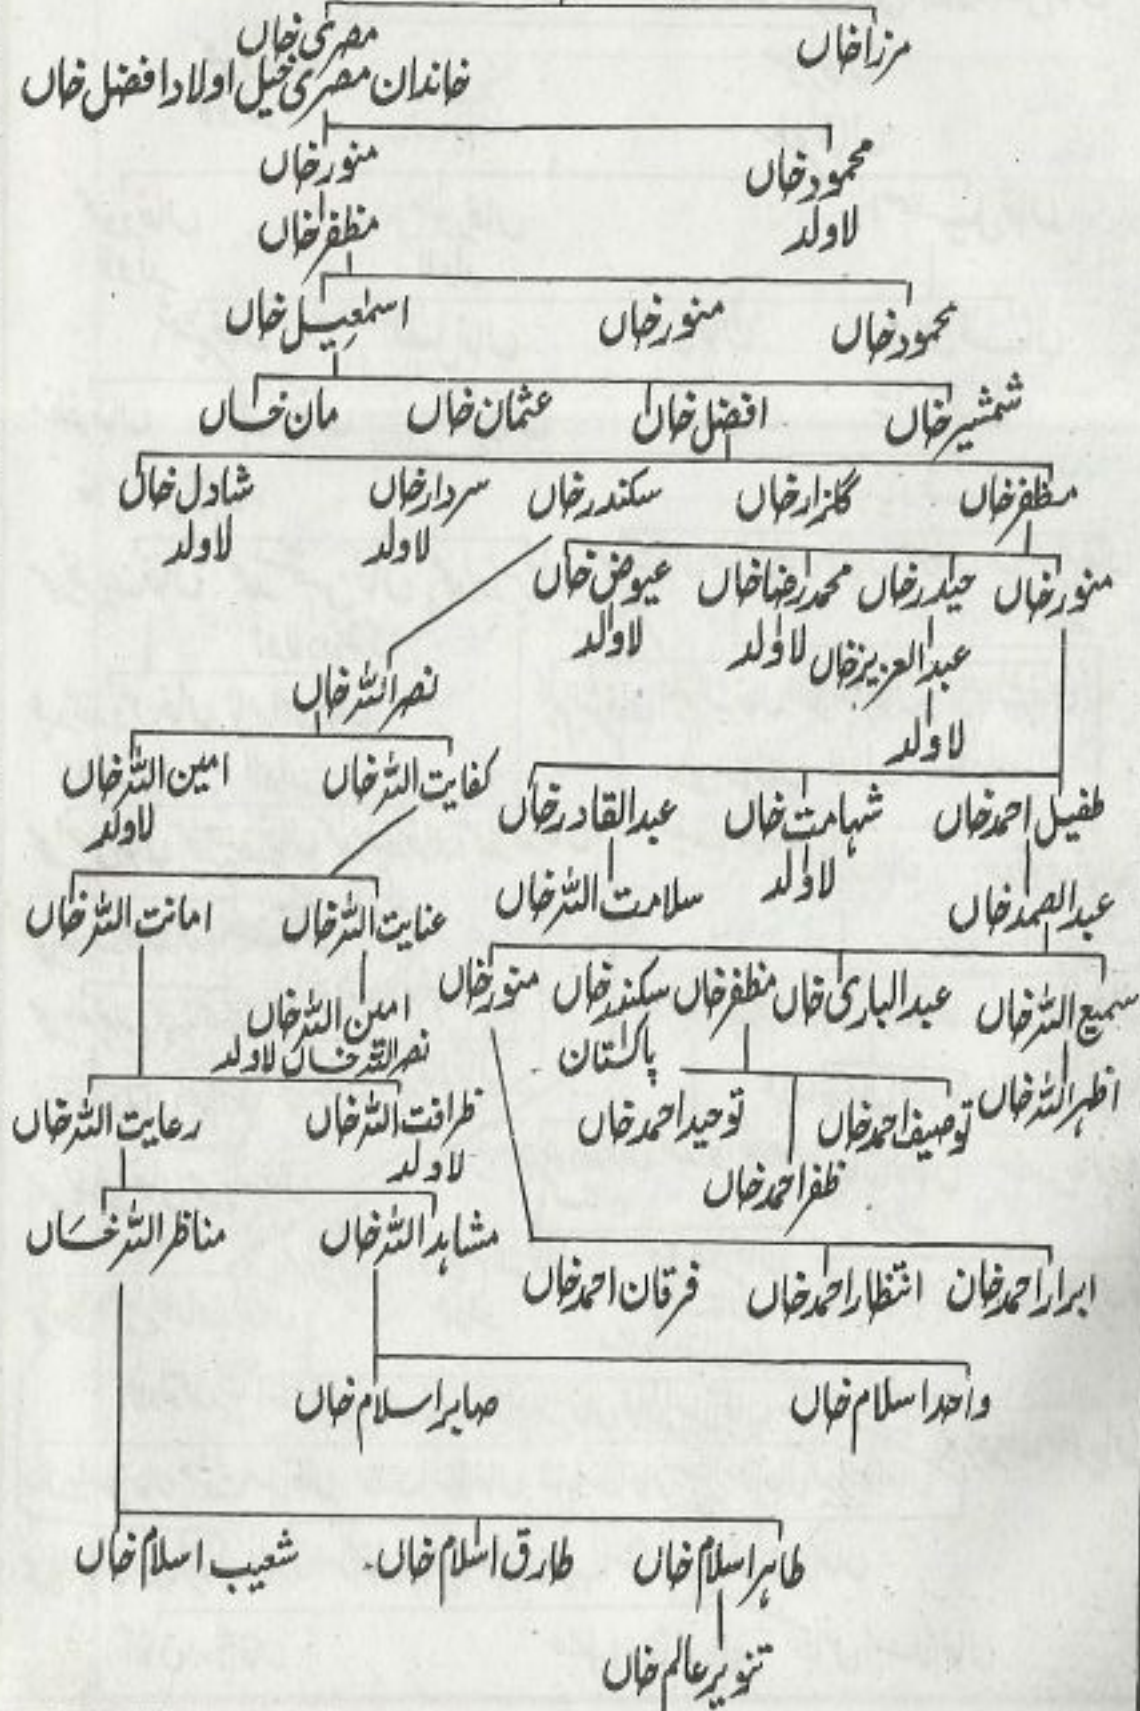 مرزا خاں مصری خاں
خاندان مصری خیل اولاد افضل خاں
محمود خاں منور خاں
لاولد مظفر خاں
محمود خاں منور خاں اسمٰعیل خاں
شمشیر خاں افضل خاں عثمان خاں مان خاں
مظفر خاں گلزار خاں سکندر خاں سردار خاں شادل خاں
لاولد لاولد
منور خاں حیدر خاں محمد رضا خاں عیوض خاں
عبدالعزیز خاں لاولد لاولد
نصر اللہ خاں
لاولد
کفایت اللہ خاں امین اللہ خاں
لاولد
طفیل احمد خاں شہامت خاں عبدالقادر خاں
لاولد سلامت اللہ خاں
عبدالصمد خاں
عنایت اللہ خاں امانت اللہ خاں
سمیع اللہ خاں عبدالباری خاں مظفر خاں سکندر خاں منور خاں
پاکستان
امین اللہ خاں
نصر اللہ خاں لاولد
اظہر اللہ خاں توصیف احمد خاں توحید احمد خاں
ظفر احمد خاں
ظرافت اللہ خاں رعایت اللہ خاں
لاولد
مشاہد اللہ خاں مناظر اللہ خاں
ابرار احمد خان انتظار احمد خاں فرقان احمد خاں
واحد اسلام خاں صابر اسلام خاں
طاہر اسلام خاں طارق اسلام خاں۔ شعیب اسلام خاں
تنویر عالم خاں